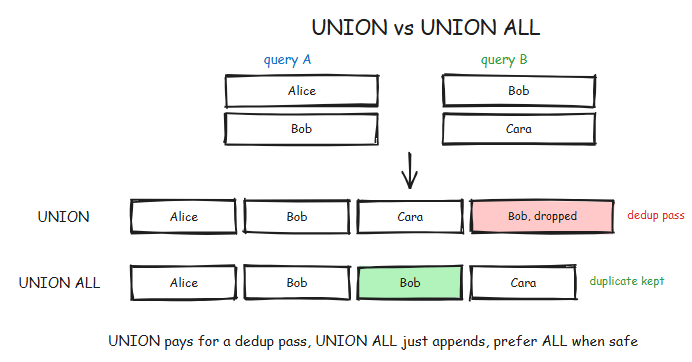 UNION vs UNION ALL
query A
query B
Alice
Bob
Bob
Cara
UNION
Alice
Bob
Cara
Bob, dropped
dedup pass
UNION ALL
Alice
Bob
Bob
Cara
duplicate kept
UNION pays for a dedup pass, UNION ALL just appends, prefer ALL when safe